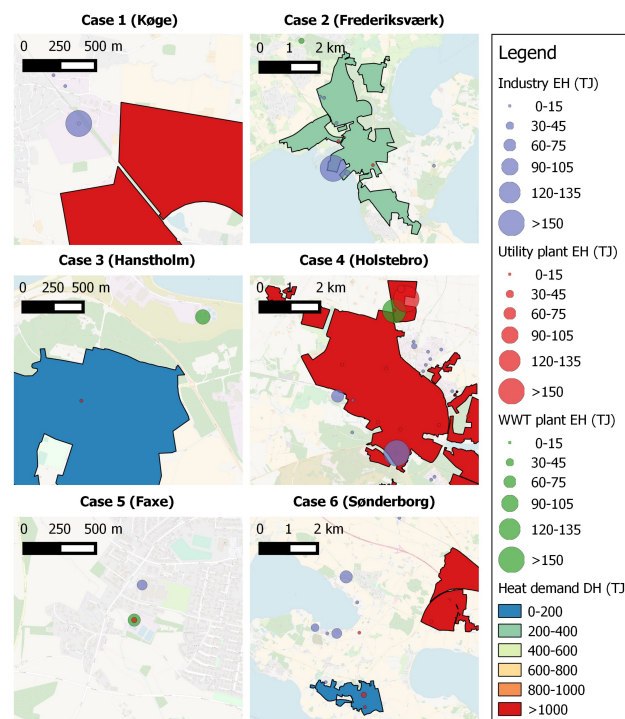 Case 1 (Køge)
0 250 500 m
Case 2 (Frederiksværk)
0 1 2 km
Case 3 (Hanstholm)
0 250 500 m
Case 4 (Holstebro)
0 1 2 km
Case 5 (Faxe)
0 250 500 m
Case 6 (Sønderborg)
0 1 2 km
Legend
Industry EH (TJ)
0-15
30-45
60-75
90-105
120-135
>150
Utility plant EH (TJ)
0-15
30-45
60-75
90-105
120-135
>150
WWT plant EH (TJ)
0-15
30-45
60-75
90-105
120-135
>150
Heat demand DH (TJ
0-200
200-400
400-600
600-800
800-1000
>1000